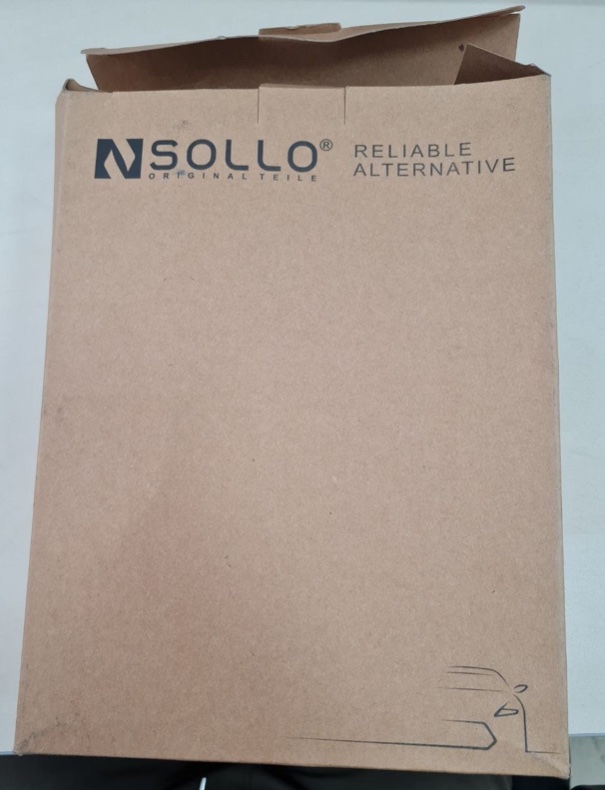 NSOLLO® RELIABLE
ORIGINAL TEILE ALTERNATIVE